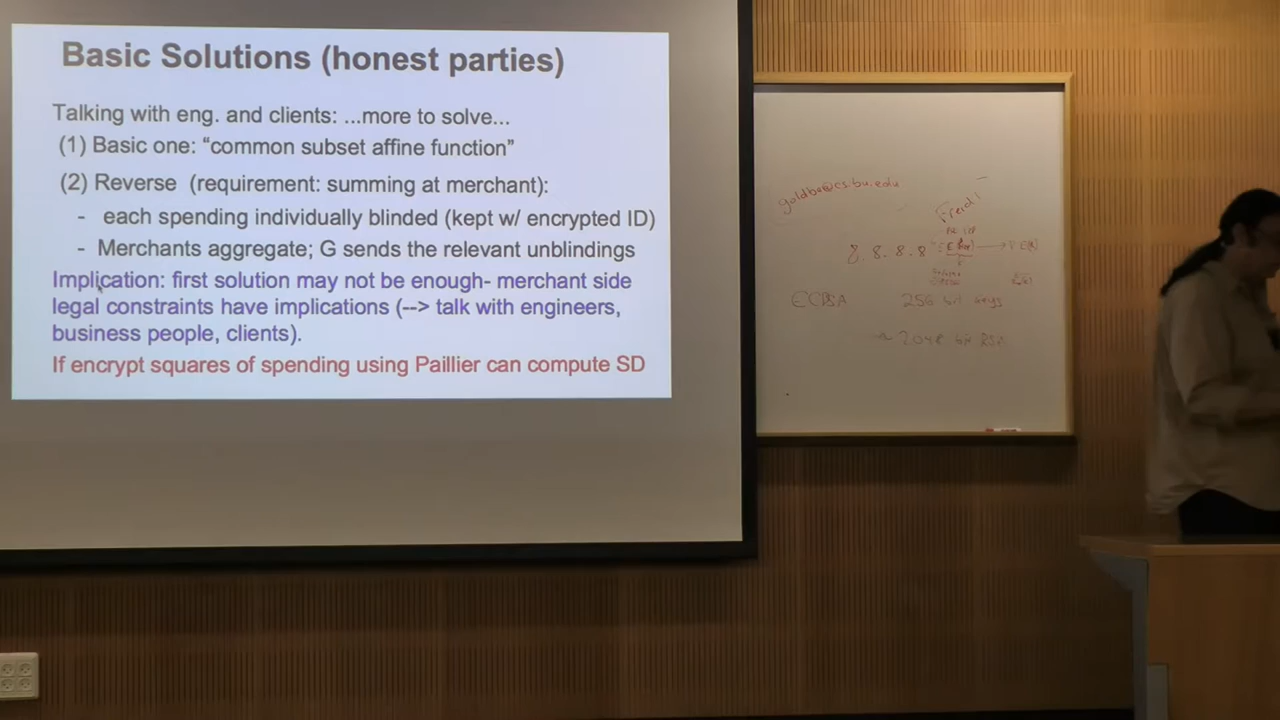 Basic Solutions (honest parties)
Talking with eng. and clients: ...more to solve...
(1) Basic one: “common subset affine function”
(2) Reverse (requirement: summing at merchant):
- each spending individually blinded (kept w/ encrypted ID)
- Merchants aggregate; G sends the relevant unblindings
Implication: first solution may not be enough- merchant side
legal constraints have implications (--> talk with engineers,
business people, clients).
If encrypt squares of spending using Paillier can compute SD
goldbe@cs.bu.edu
8.8.8.8
ECDSA 256 bit keys
2048 bit RSA